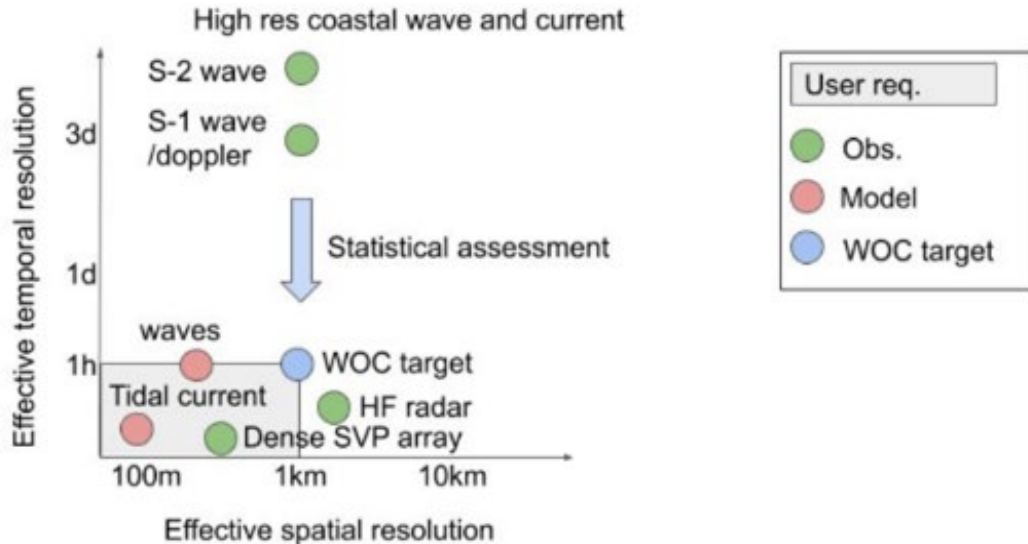 High res coastal wave and current
S-2 wave
S-1 wave
/doppler
3d
Statistical assessment
1d
waves
1h
WOC target
Tidal current
HF radar
Dense SVP array
100m
1km
10km
Effective spatial resolution
Effective temporal resolution
User req.
Obs.
Model
WOC target